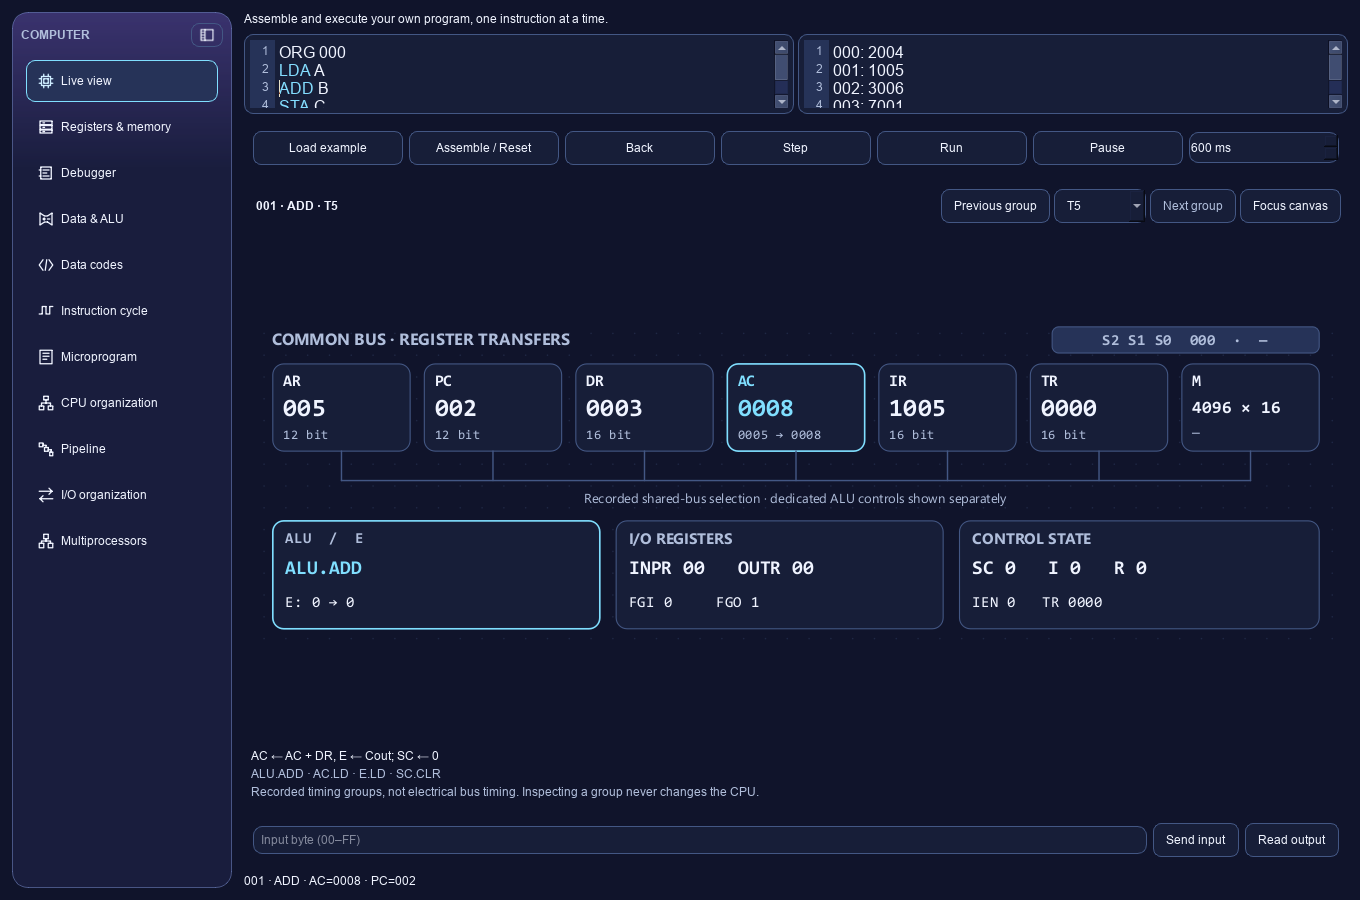 COMPUTER
Live view
Registers & memory
Debugger
Data & ALU
Data codes
Instruction cycle
Microprogram
CPU organization
Pipeline
I/O organization
Multiprocessors
Assemble and execute your own program, one instruction at a time.
1 ORG 000
2 LDA A
3 ADD B
4 STA C
1 000: 2004
2 001: 1005
3 002: 3006
4 003: 7001
Load example Assemble / Reset Back Step Run Pause 600 ms
001 · ADD · T5 Previous group T5 Next group Focus canvas
COMMON BUS · REGISTER TRANSFERS S2 S1 S0 000 · —
AR PC DR AC IR TR M
005 002 0003 0008 1005 0000 4096 × 16
12 bit 12 bit 16 bit 0005 → 0008 16 bit 16 bit —
Recorded shared-bus selection · dedicated ALU controls shown separately
ALU / E I/O REGISTERS CONTROL STATE
ALU.ADD INPR 00 OUTR 00 SC 0 I 0 R 0
E: 0 → 0 FGI 0 FGO 1 IEN 0 TR 0000
AC ← AC + DR, E ← Cout; SC ← 0
ALU.ADD · AC.LD · E.LD · SC.CLR
Recorded timing groups, not electrical bus timing. Inspecting a group never changes the CPU.
Input byte (00–FF) Send input Read output
001 · ADD · AC=0008 · PC=002